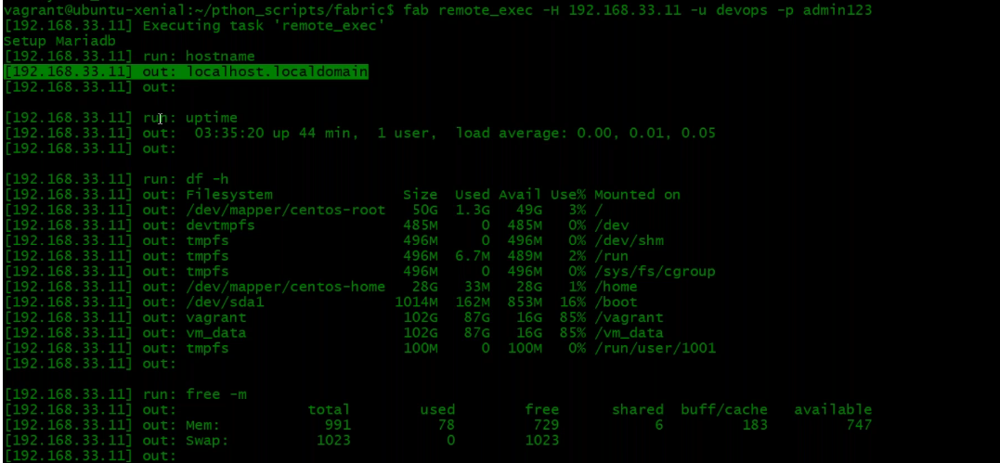 vagrant@ubuntu-xenial:~/pthon_scripts/fabric$ fab remote_exec -H 192.168.33.11 -u devops -p admin123
[192.168.33.11] Executing task 'remote_exec'
Setup Mariadb
[192.168.33.11] run: hostname
[192.168.33.11] out: localhost.localdomain
[192.168.33.11] out:
[192.168.33.11] run: uptime
[192.168.33.11] out:  03:35:20 up 44 min,  1 user,  load average: 0.00, 0.01, 0.05
[192.168.33.11] out:
[192.168.33.11] run: df -h
[192.168.33.11] out: Filesystem                Size  Used Avail Use% Mounted on
[192.168.33.11] out: /dev/mapper/centos-root   50G  1.3G   49G   3% /
[192.168.33.11] out: devtmpfs                 485M     0  485M   0% /dev
[192.168.33.11] out: tmpfs                    496M     0  496M   0% /dev/shm
[192.168.33.11] out: tmpfs                    496M  6.7M  489M   2% /run
[192.168.33.11] out: tmpfs                    496M     0  496M   0% /sys/fs/cgroup
[192.168.33.11] out: /dev/mapper/centos-home   28G   33M   28G   1% /home
[192.168.33.11] out: /dev/sda1               1014M  162M  853M  16% /boot
[192.168.33.11] out: vagrant                  102G   87G   16G  85% /vagrant
[192.168.33.11] out: vm_data                  102G   87G   16G  85% /vm_data
[192.168.33.11] out: tmpfs                    100M     0  100M   0% /run/user/1001
[192.168.33.11] out:
[192.168.33.11] run: free -m
[192.168.33.11] out:               total        used        free      shared  buff/cache   available
[192.168.33.11] out: Mem:            991          78         729           6         183         747
[192.168.33.11] out: Swap:          1023           0        1023
[192.168.33.11] out: